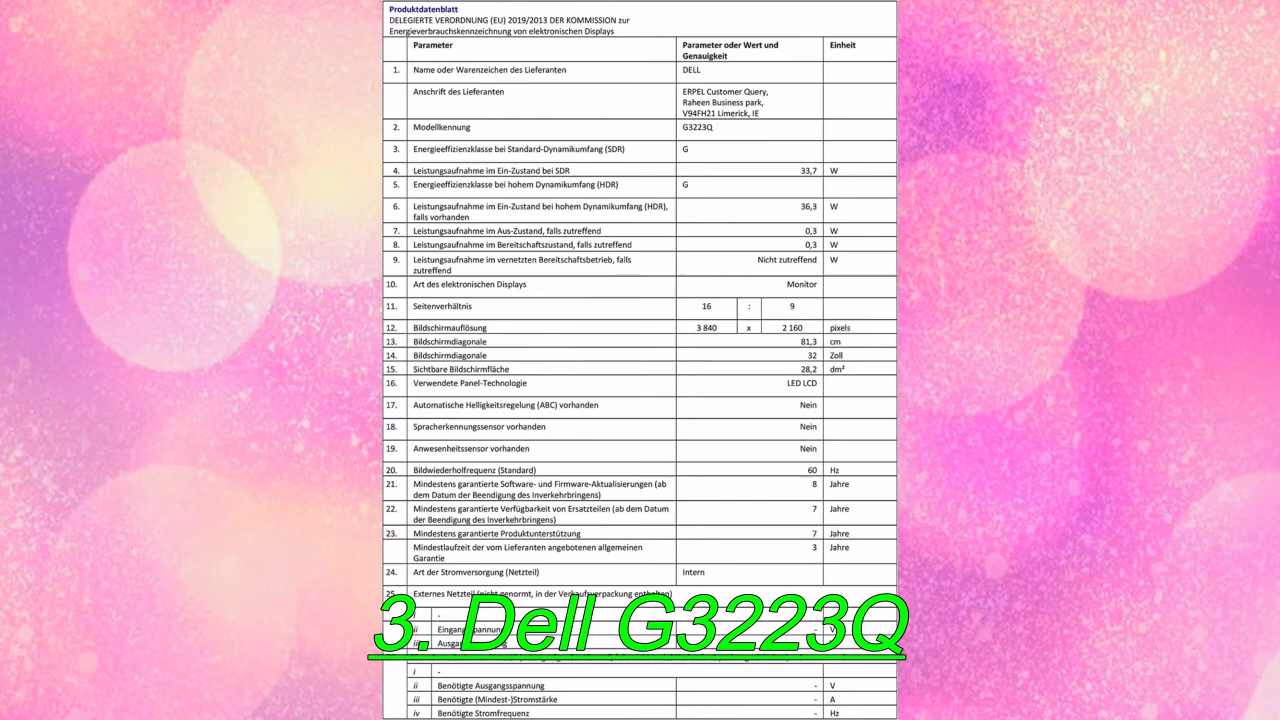 Produktdatenblatt
DELEGIERTE VERORDNUNG (EU) 2019/2013 DER KOMMISSION zur
Energieverbrauchskennzeichnung von elektronischen Displays
Parameter Parameter oder Wert und Einheit
Genauigkeit
1. Name oder Warenzeichen des Lieferanten DELL
Anschrift des Lieferanten ERPEL Customer Query,
Raheen Business park,
V94FH21 Limerick, IE
2. Modellkennung G3223Q
3. Energieeffizienzklasse bei Standard-Dynamikumfang (SDR) G
4. Leistungsaufnahme im Ein-Zustand bei SDR 33,7 W
5. Energieeffizienzklasse bei hohem Dynamikumfang (HDR) G
6. Leistungsaufnahme im Ein-Zustand bei hohem Dynamikumfang (HDR), 36,3 W
falls vorhanden
7. Leistungsaufnahme im Aus-Zustand, falls zutreffend 0,3 W
8. Leistungsaufnahme im Bereitschaftszustand, falls zutreffend 0,3 W
9. Leistungsaufnahme im vernetzten Bereitschaftsbetrieb, falls Nicht zutreffend W
zutreffend
10. Art des elektronischen Displays Monitor
11. Seitenverhältnis 16 : 9
12. Bildschirmauflösung 3 840 x 2 160 pixels
13. Bildschirmdiagonale 81,3 cm
14. Bildschirmdiagonale 32 Zoll
15. Sichtbare Bildschirmfläche 28,2 dm²
16. Verwendete Panel-Technologie LED LCD
17. Automatische Helligkeitsregelung (ABC) vorhanden Nein
18. Spracherkennungssensor vorhanden Nein
19. Anwesenheitssensor vorhanden Nein
20. Bildwiederholfrequenz (Standard) 60 Hz
21. Mindestens garantierte Software- und Firmware-Aktualisierungen (ab 8 Jahre
dem Datum der Beendigung des Inverkehrbringens)
22. Mindestens garantierte Verfügbarkeit von Ersatzteilen (ab dem Datum 7 Jahre
der Beendigung des Inverkehrbringens)
23. Mindestens garantierte Produktunterstützung 7 Jahre
Mindestlaufzeit der vom Lieferanten angebotenen allgemeinen 3 Jahre
Garantie
24. Art der Stromversorgung (Netzteil) Intern
25. Externes Netzteil (nicht genormt, in der Verkaufsverpackung enthalten)
3. Dell G3223Q
i -
ii Benötigte Ausgangsspannung - V
iii Benötigte (Mindest-)Stromstärke - A
iv Benötigte Stromfrequenz - Hz